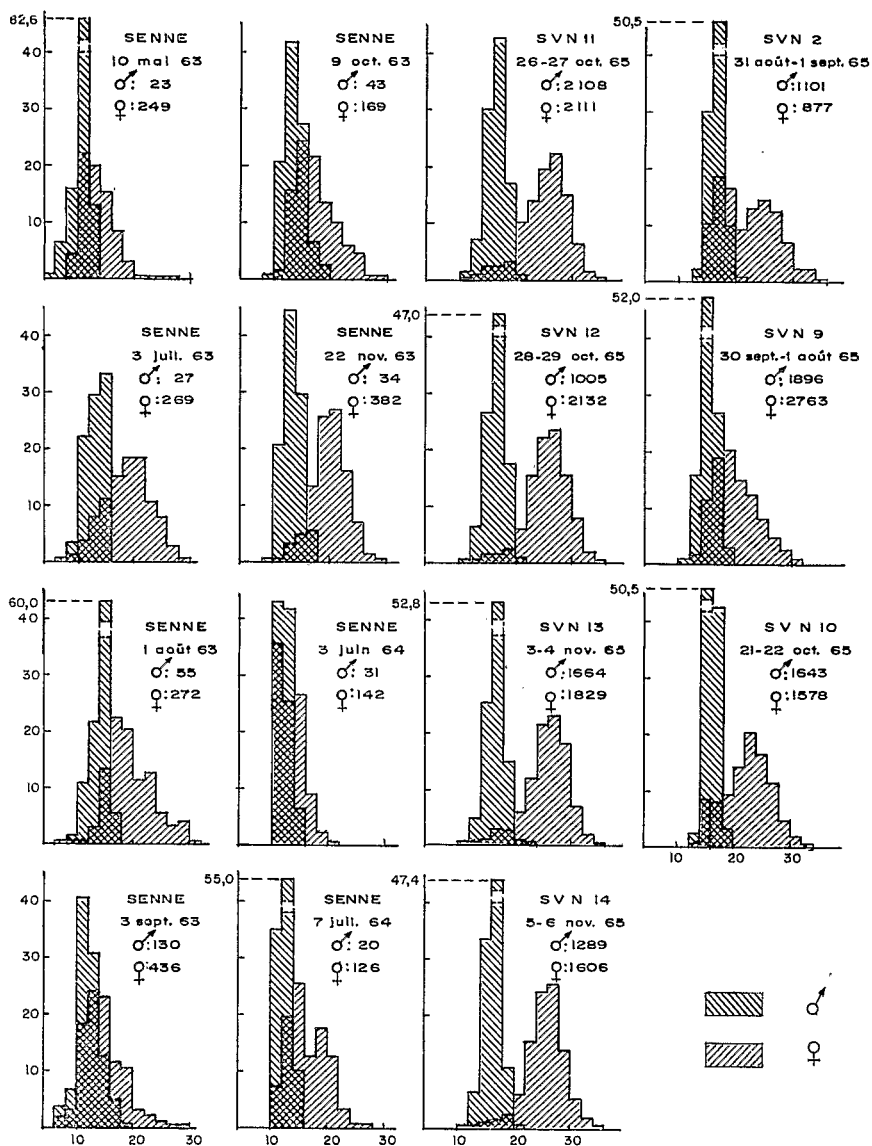 62,6
40
30
20
10
SENNE
10 mai 63
♂: 23
♀:249
SENNE
9 oct. 63
♂: 43
♀:169
SVN 11
26-27 oct. 65
♂:2108
♀:2111
50,5
SVN 2
31 août-1 sept. 65
♂:1101
♀:877
40
30
20
10
SENNE
3 juil. 63
♂: 27
♀:269
SENNE
22 nov. 63
♂: 34
♀:382
47,0
SVN 12
28-29 oct. 65
♂:1005
♀:2132
52,0
SVN 9
30 sept.-1 août 65
♂:1896
♀:2763
60,0
40
30
20
10
SENNE
1 août 63
♂: 55
♀:272
SENNE
3 juin 64
♂: 31
♀:142
52,8
SVN 13
3-4 nov. 65
♂:1664
♀:1829
50,5
SVN 10
21-22 oct. 65
♂:1643
♀:1578
10 20 30
40
30
20
10
SENNE
3 sept. 63
♂:130
♀:436
10 20 30
55,0
SENNE
7 juil. 64
♂: 20
♀:126
10 20 30
47,4
SVN 14
5-6 nov. 65
♂:1289
♀:1606
10 20 30
♂
♀